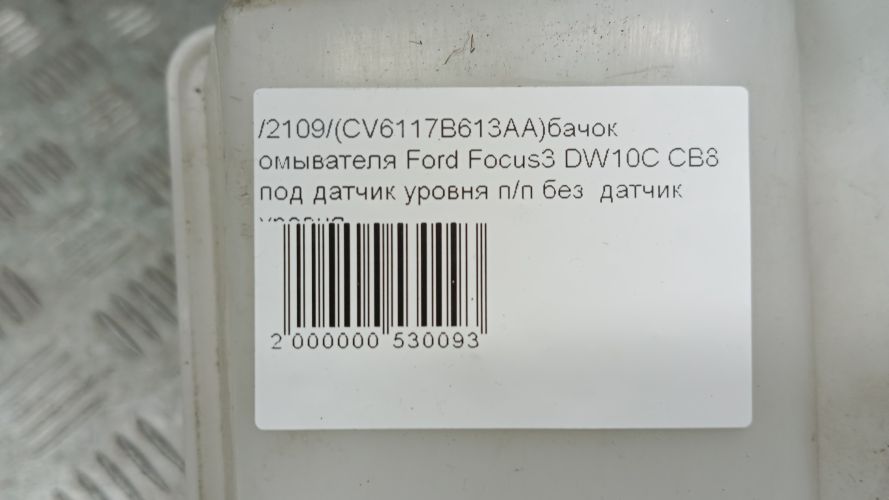 /2109/(CV6117B613AA)бачок
омывателя Ford Focus3 DW10C CB8
под датчик уровня п/п без датчик
2 000000 530093